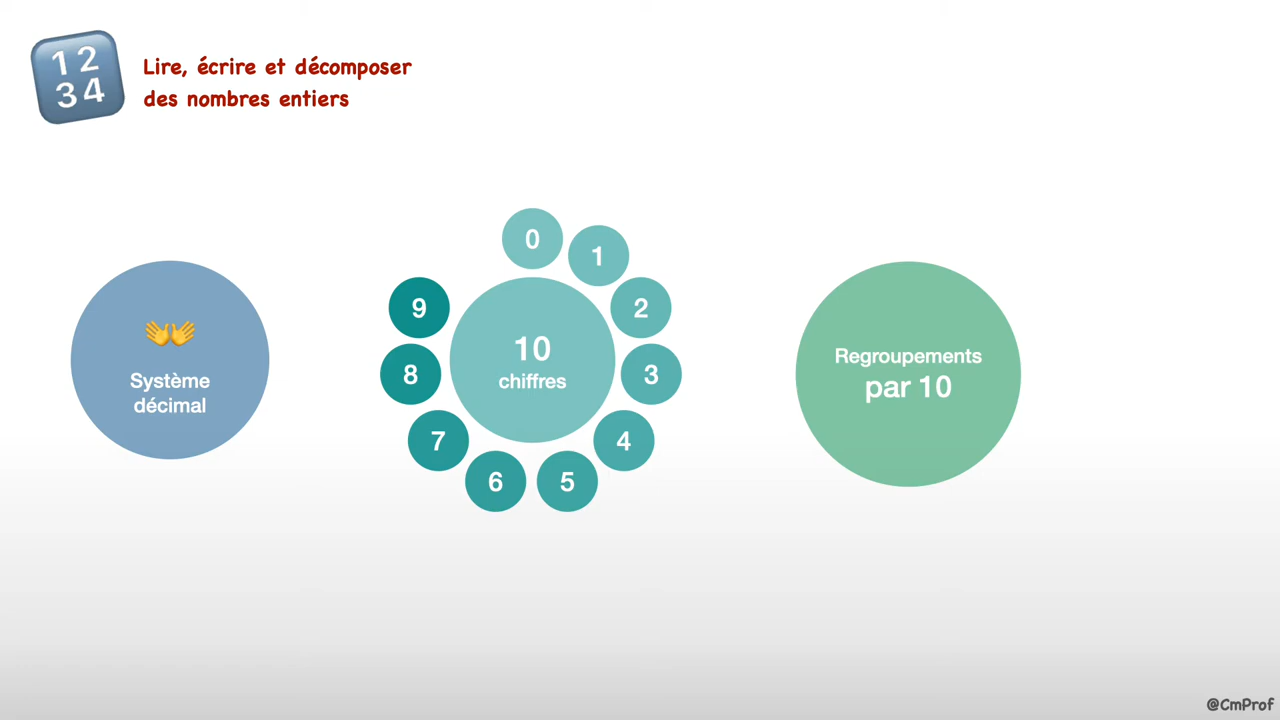 1 2
3 4
Lire, écrire et décomposer
des nombres entiers
Système
décimal
10
chiffres
0
1
2
3
4
5
6
7
8
9
Regroupements
par 10
@CmProf